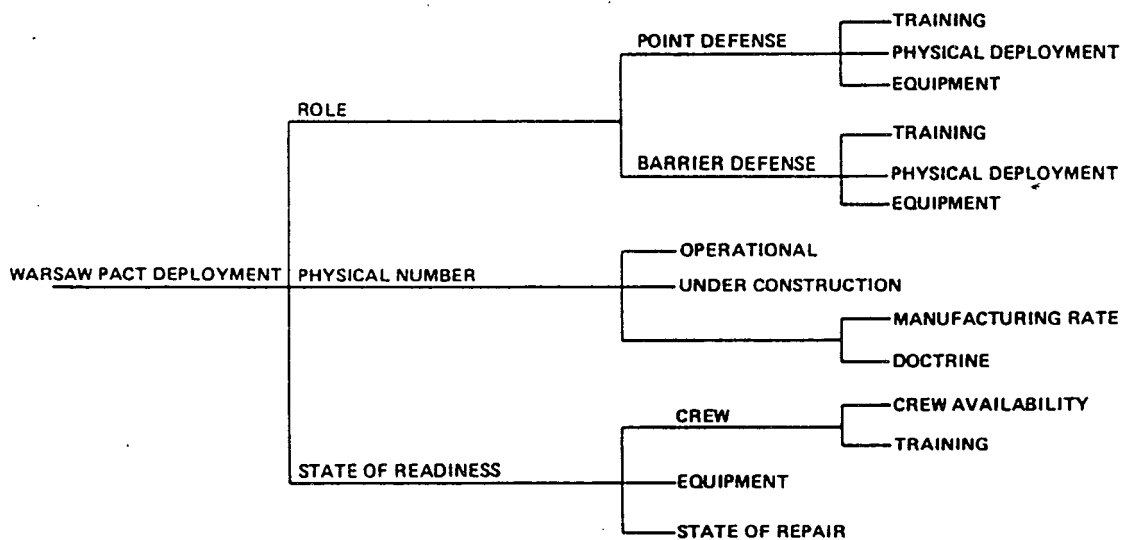 WARSAW PACT DEPLOYMENT
ROLE
POINT DEFENSE
TRAINING
PHYSICAL DEPLOYMENT
EQUIPMENT
BARRIER DEFENSE
TRAINING
PHYSICAL DEPLOYMENT
EQUIPMENT
PHYSICAL NUMBER
OPERATIONAL
UNDER CONSTRUCTION
MANUFACTURING RATE
DOCTRINE
STATE OF READINESS
CREW
CREW AVAILABILITY
TRAINING
EQUIPMENT
STATE OF REPAIR